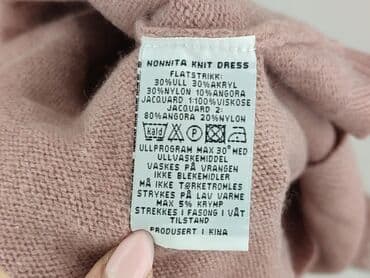 NONNITA KNIT DRESS
FLATSTRIKK:
30%ULL 30%AKRYL
30%NYLON 10%ANGORA
JACQUARD 1:100%VISKOSE
JACQUARD 2:
80%ANGORA 20%NYLON
kald
ULLPROGRAM MAX 30° MED
ULLVASKEMIDDEL
VASKES PÅ VRANGEN
IKKE BLEKEMIDLER
MÅ IKKE TØRKETROMLES
STRYKES PÅ LAV VARME
MAX 5% KRYMP
STREKKES I FASONG I VÅT
TILSTAND
PRODUSERT I KINA